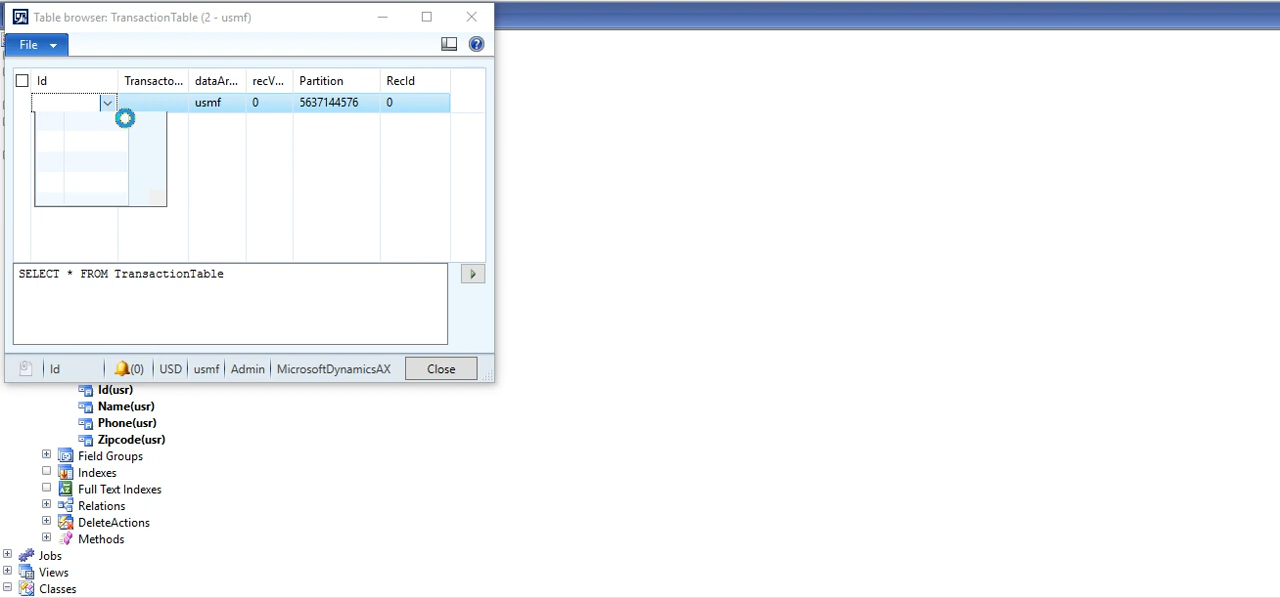 Table browser: TransactionTable (2 - usmf)
File
Id Transacto... dataAr... recV... Partition RecId
usmf 0 5637144576 0
SELECT * FROM TransactionTable
Id (0) USD usmf Admin MicrosoftDynamicsAX Close
Id(usr)
Name(usr)
Phone(usr)
Zipcode(usr)
Field Groups
Indexes
Full Text Indexes
Relations
DeleteActions
Methods
Jobs
Views
Classes